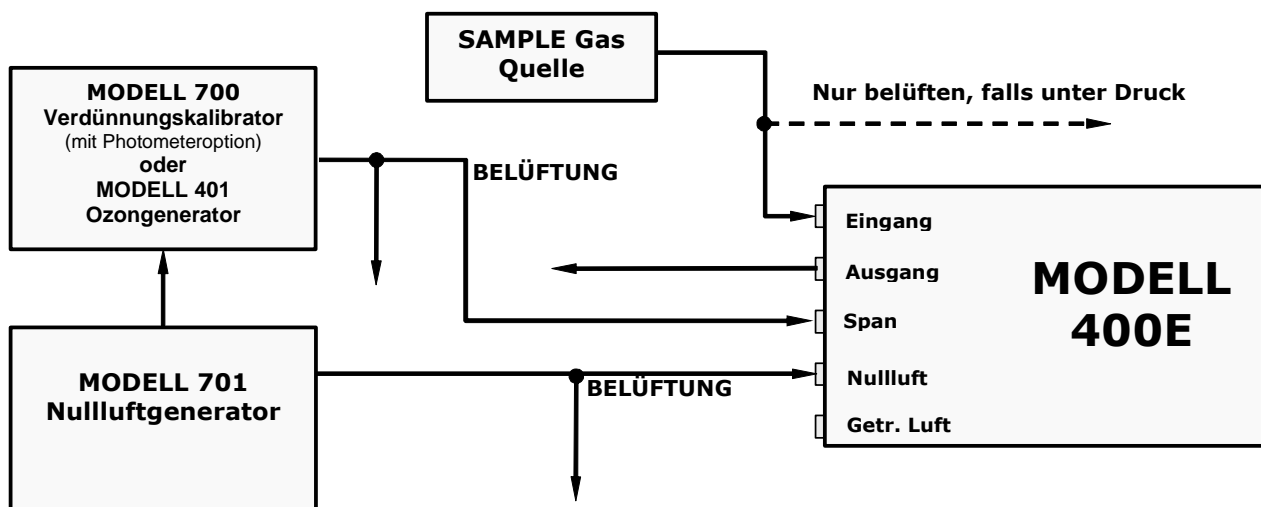 SAMPLE Gas
Quelle
MODELL 700
Verdünnungskalibrator
(mit Photometeroption)
oder
MODELL 401
Ozongenerator
Nur belüften, falls unter Druck
BELÜFTUNG
Eingang
Ausgang
Span
Nullluft
Getr. Luft
MODELL
400E
MODELL 701
Nullluftgenerator
BELÜFTUNG